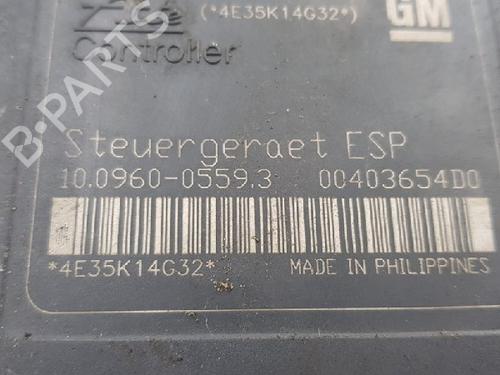 (*4E35K14G32*)
GM
Controller
Steuergeraet ESP
10.0960-0559.3 00403654D0
*4E35K14G32* MADE IN PHILIPPINES
B-PARTS